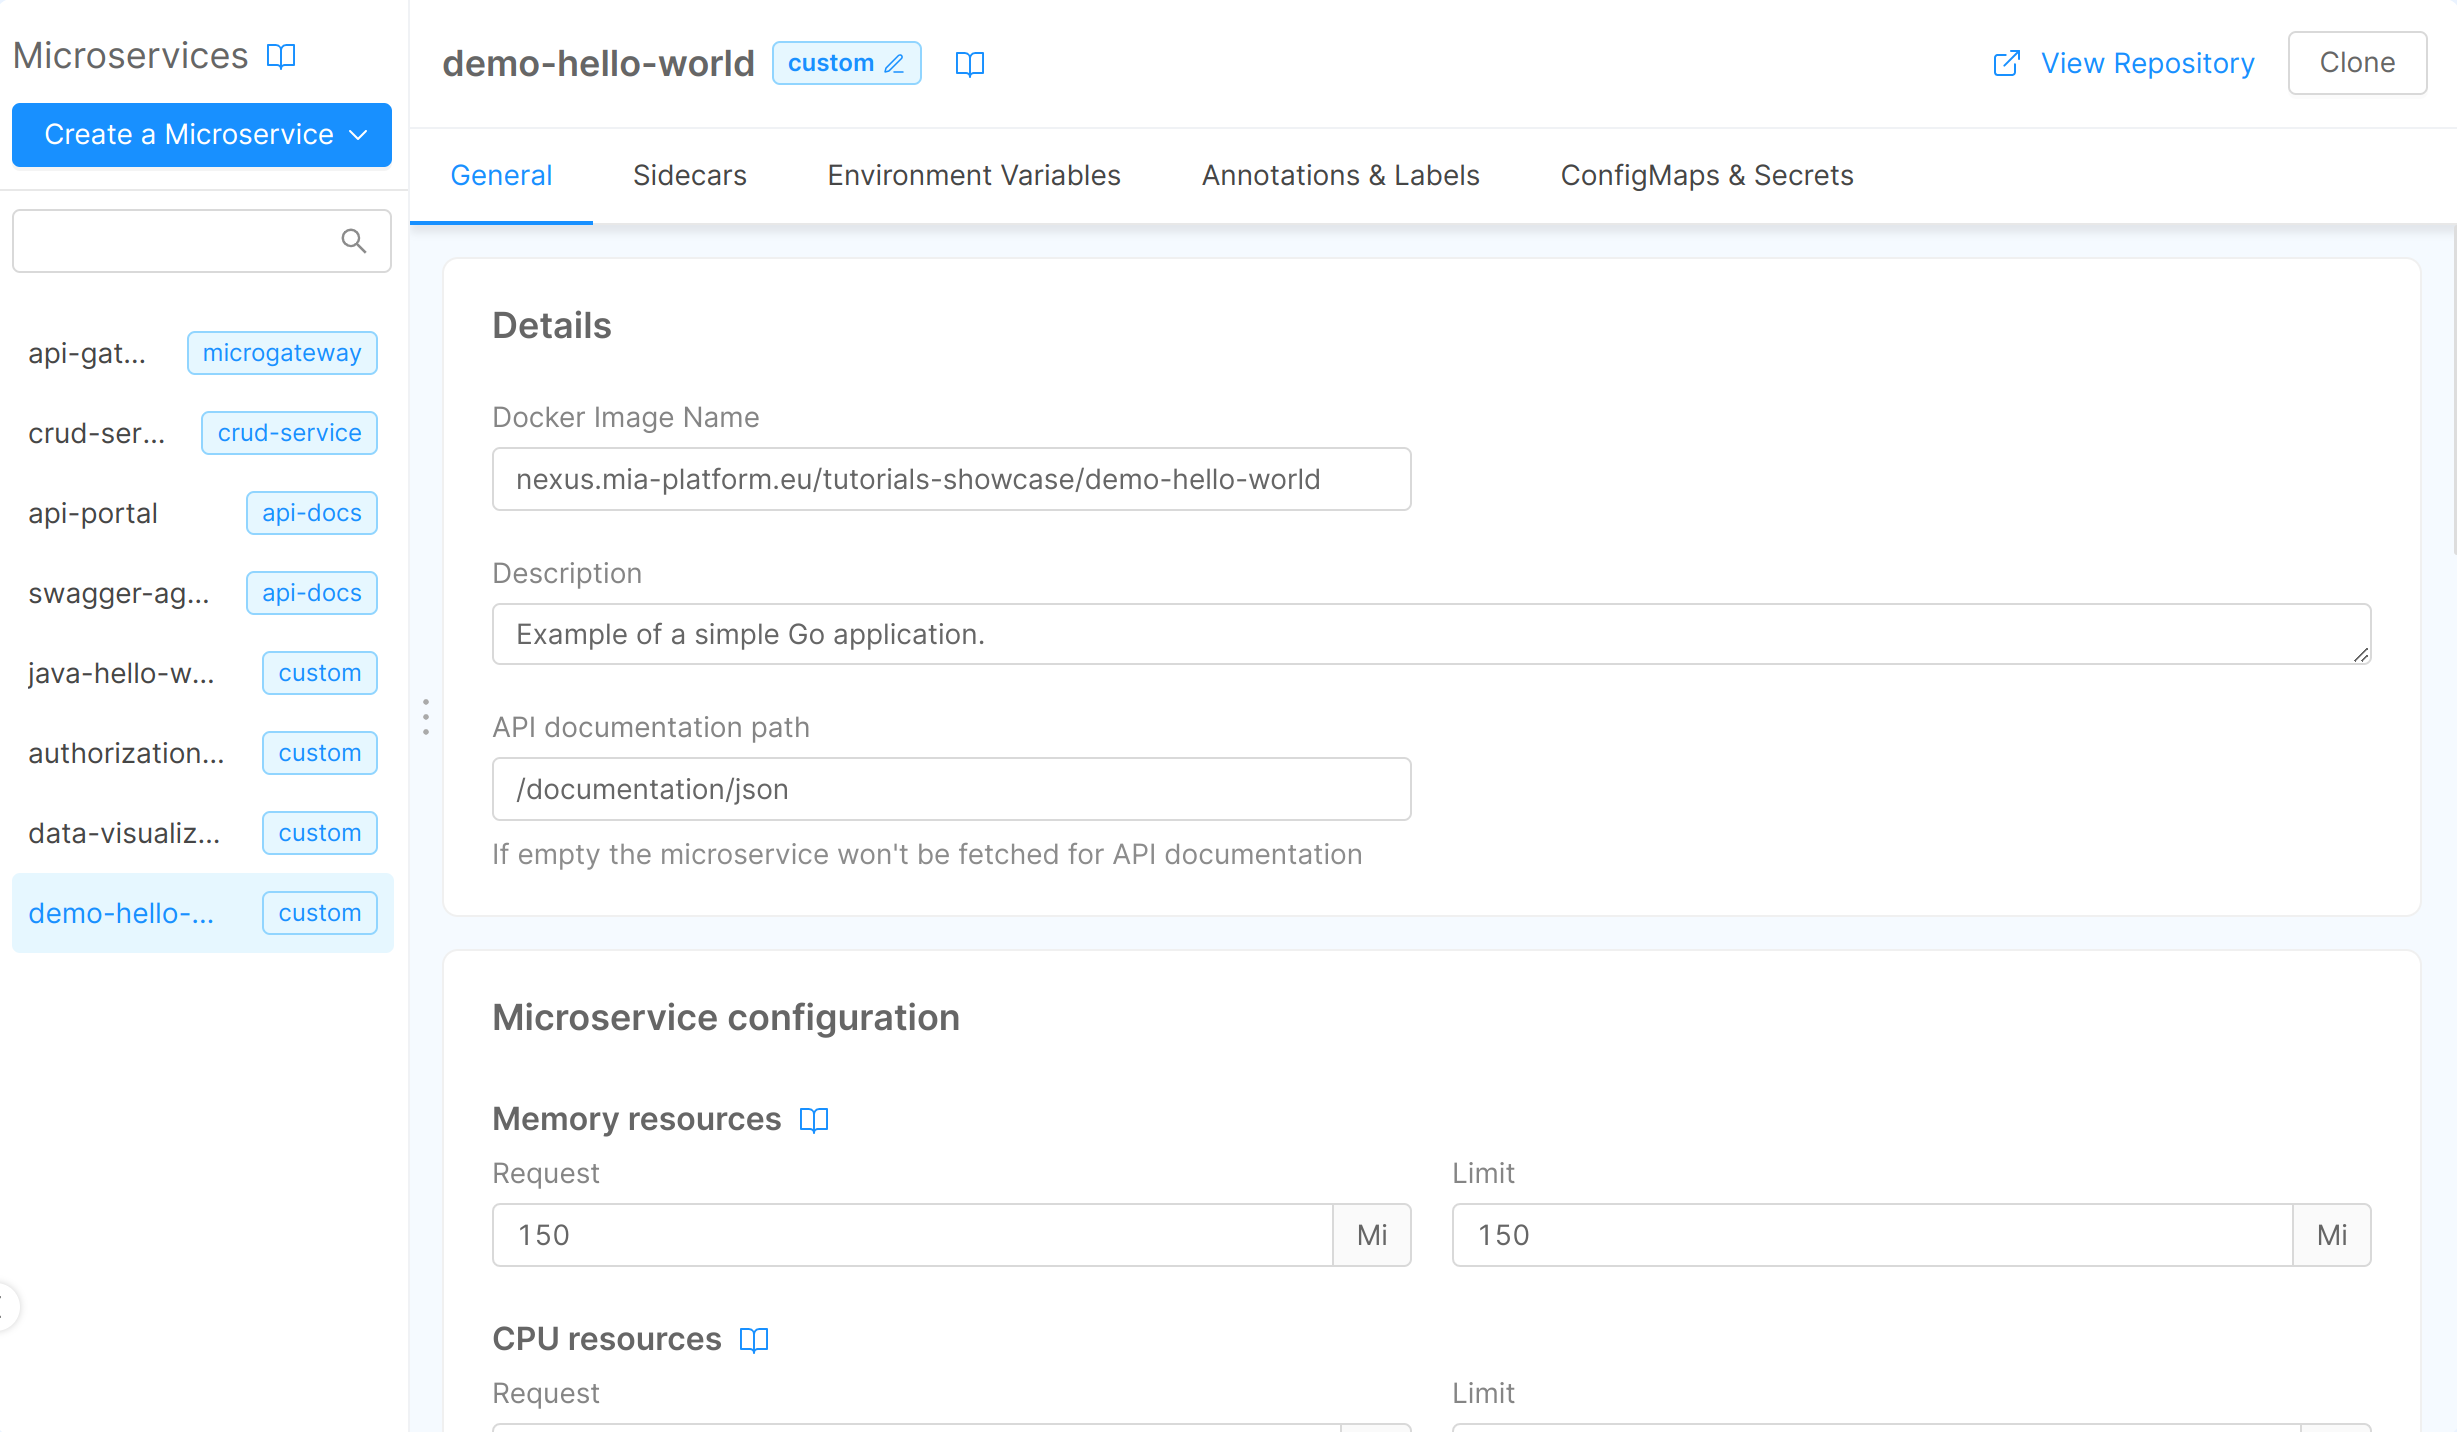 Microservices
Create a Microservice
api-gat... microgateway
crud-ser... crud-service
api-portal api-docs
swagger-ag... api-docs
java-hello-w... custom
authorization... custom
data-visualiz... custom
demo-hello-... custom
demo-hello-world custom
View Repository
Clone
General Sidecars Environment Variables Annotations & Labels ConfigMaps & Secrets
Details
Docker Image Name
nexus.mia-platform.eu/tutorials-showcase/demo-hello-world
Description
Example of a simple Go application.
API documentation path
/documentation/json
If empty the microservice won't be fetched for API documentation
Microservice configuration
Memory resources
Request Limit
150 Mi 150 Mi
CPU resources
Request Limit